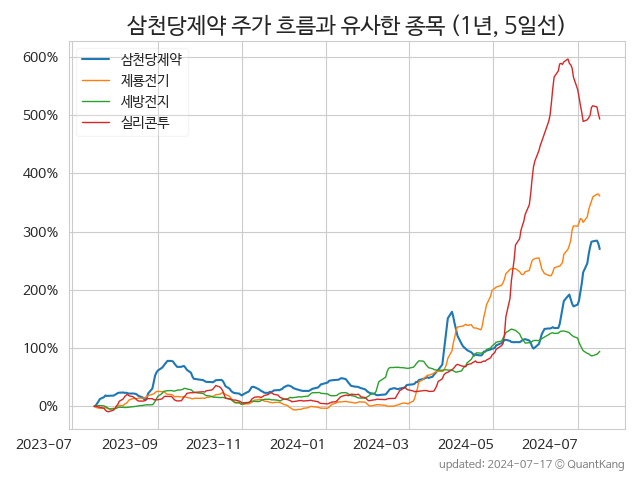 삼천당제약 주가 흐름과 유사한 종목 (1년, 5일선)
600%
500%
400%
300%
200%
100%
0%
삼천당제약
제룡전기
세방전지
실리콘투
2023-07
2023-09
2023-11
2024-01
2024-03
2024-05
2024-07
updated: 2024-07-17 © QuantKang